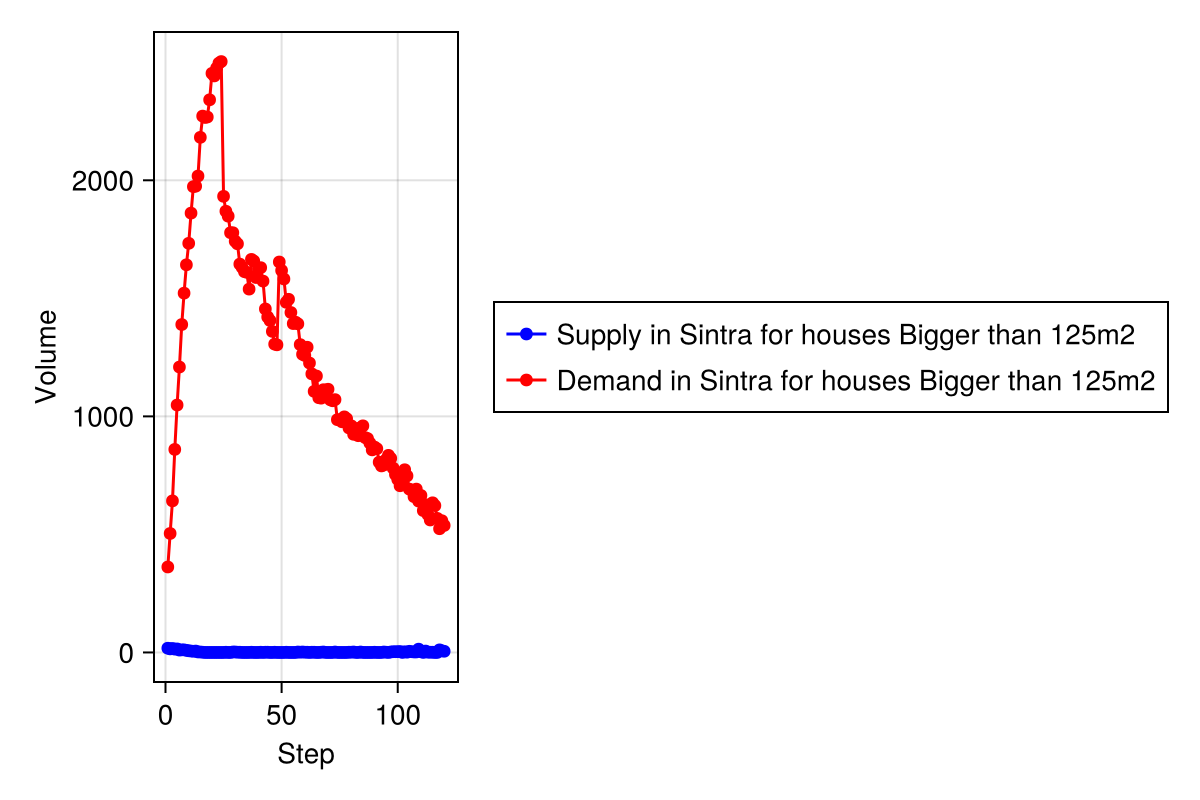 2000
1000
0
Volume
0 50 100
Step
Supply in Sintra for houses Bigger than 125m2
Demand in Sintra for houses Bigger than 125m2